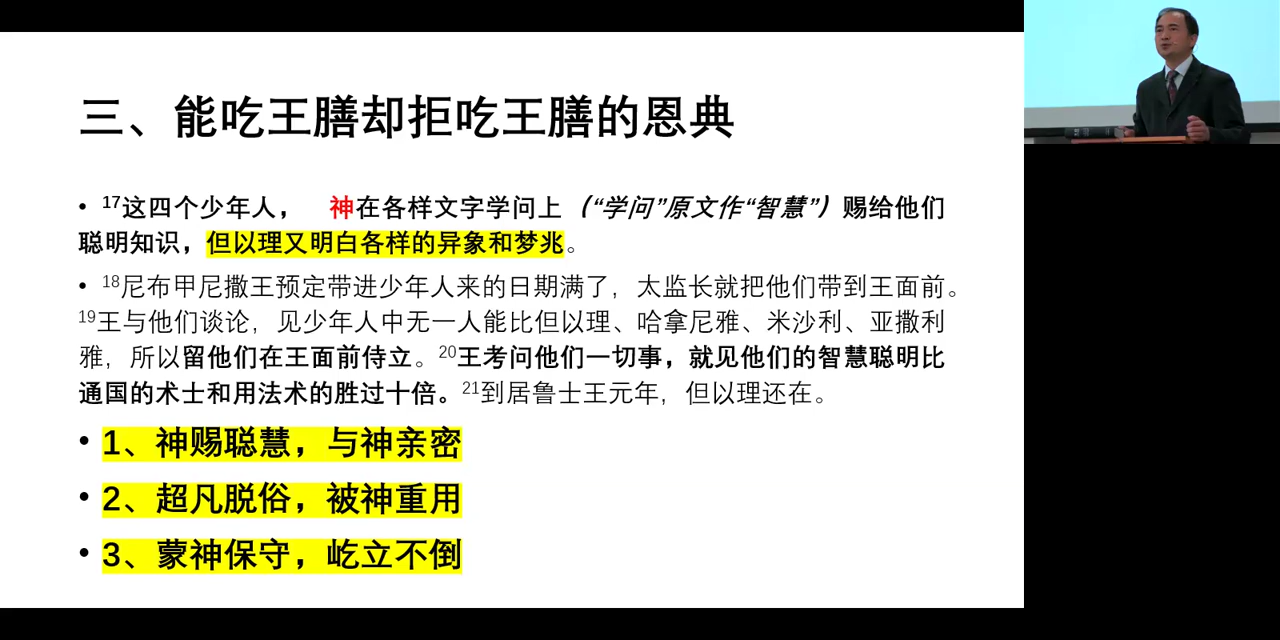 三、能吃王膳却拒吃王膳的恩典
• 17这四个少年人， 神在各样文字学问上（“学问”原文作“智慧”）赐给他们
聪明知识，但以理又明白各样的异象和梦兆。
• 18尼布甲尼撒王预定带进少年人来的日期满了，太监长就把他们带到王面前。
19王与他们谈论，见少年人中无一人能比但以理、哈拿尼雅、米沙利、亚撒利
雅，所以留他们在王面前侍立。20王考问他们一切事，就见他们的智慧聪明比
通国的术士和用法术的胜过十倍。21到居鲁士王元年，但以理还在。
• 1、神赐聪慧，与神亲密
• 2、超凡脱俗，被神重用
• 3、蒙神保守，屹立不倒